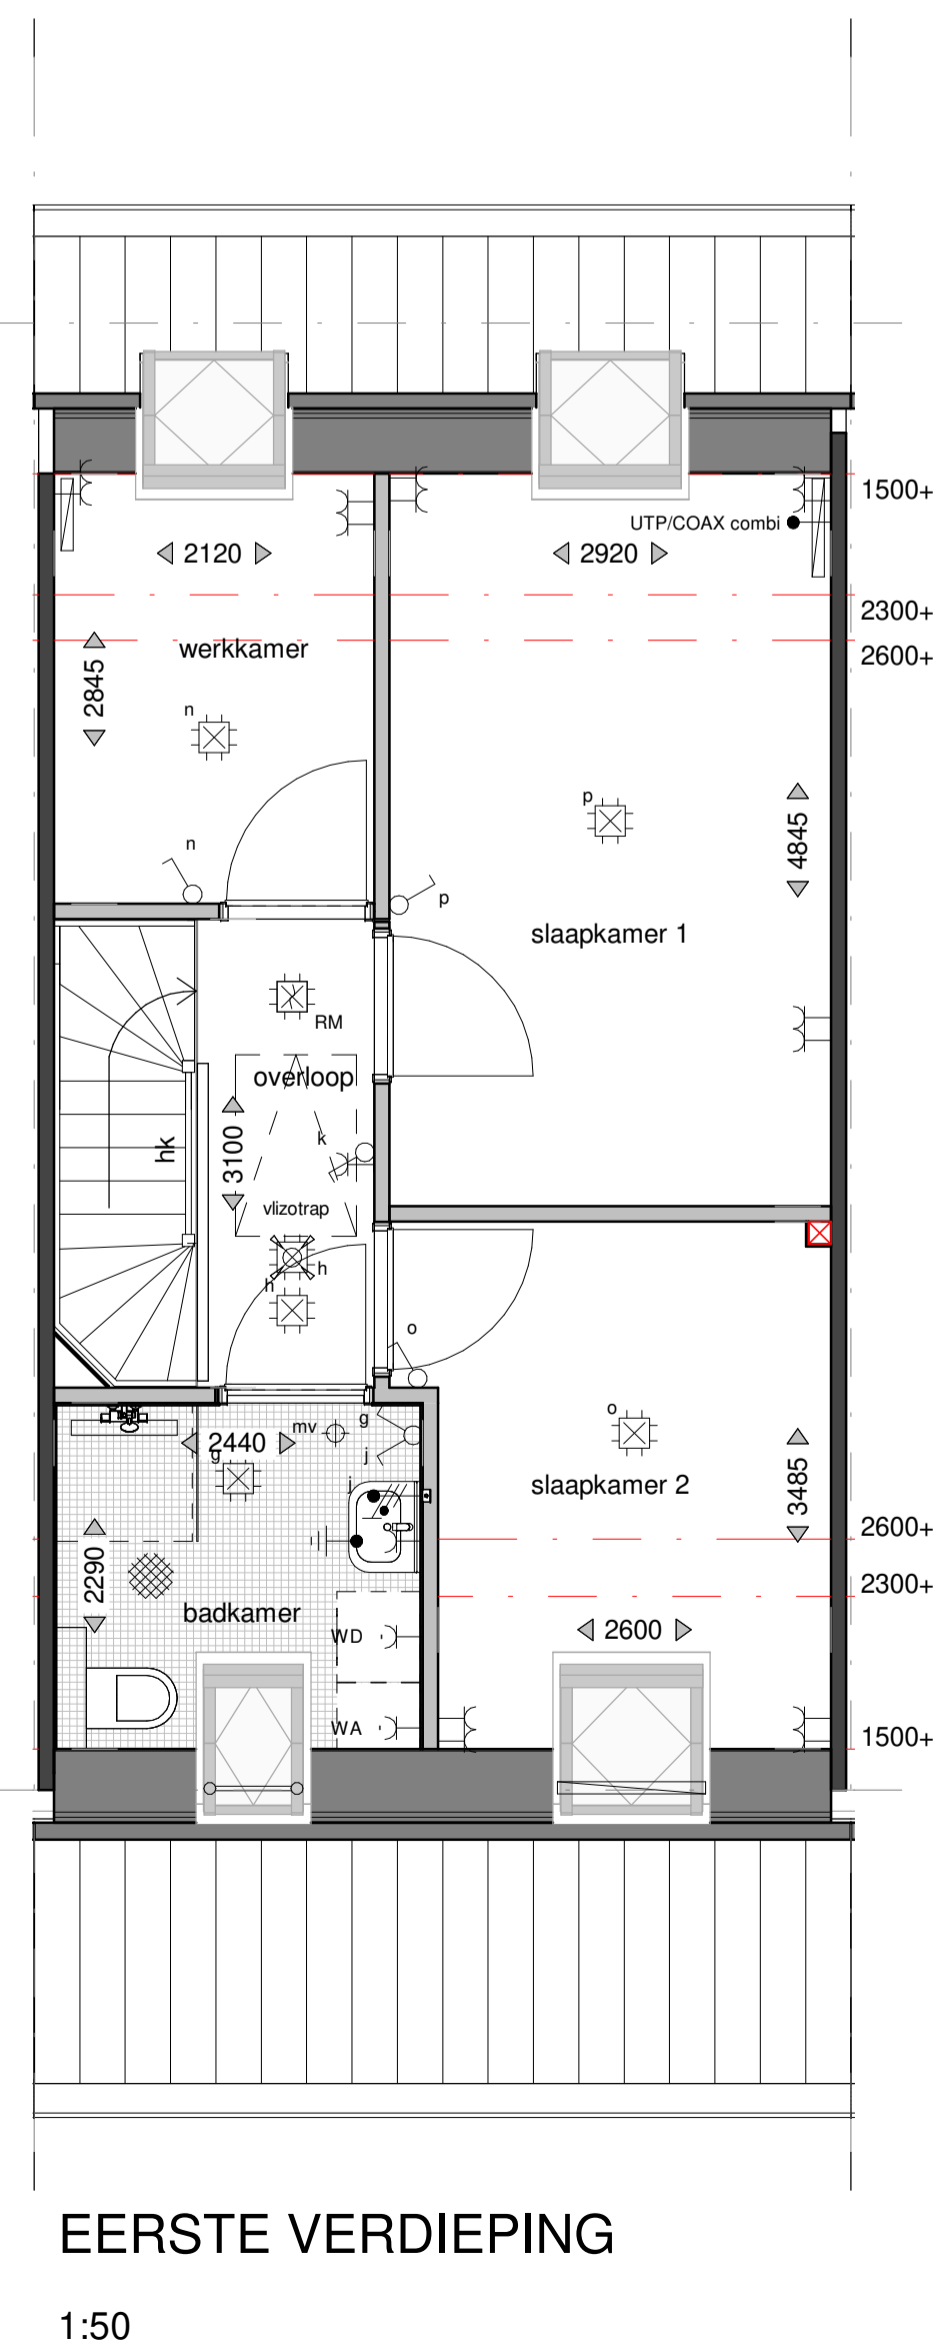 1500+
UTP/COAX combi
2120
2920
2300+
werkkamer
2600+
2845
n
p
4845
n
p
slaapkamer 1
RM
overloop
hk
3100
k
vlizotrap
h
h
o
g
mv
o
2440
g
j
j
slaapkamer 2
3485
2600+
2290
2300+
badkamer
WD
2600
WA
1500+
EERSTE VERDIEPING
1:50